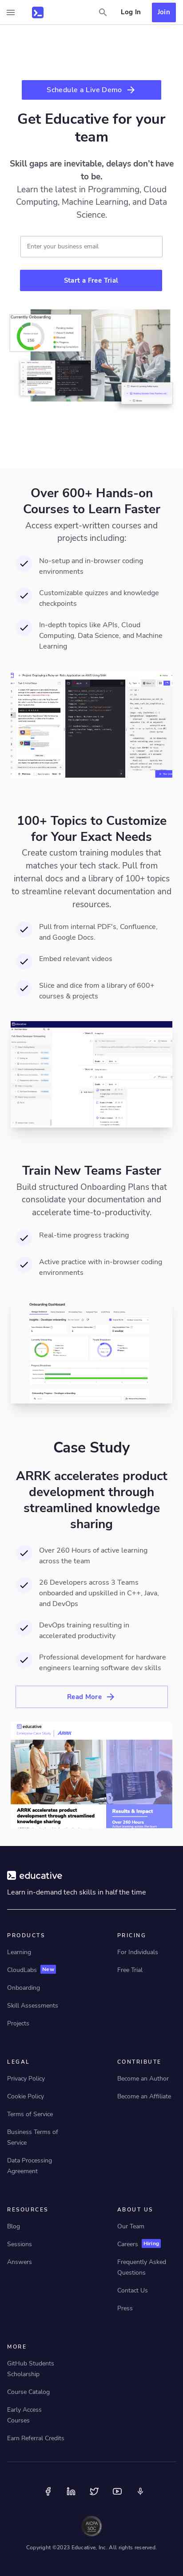 Log In
Join
Schedule a Live Demo
Get Educative for your
team
Skill gaps are inevitable, delays don't have
to be.
Learn the latest in Programming, Cloud
Computing, Machine Learning, and Data
Science.
Enter your business email
Start a Free Trial
Currently Onboarding
Over 600+ Hands-on
Courses to Learn Faster
Access expert-written courses and
projects including:
No-setup and in-browser coding
environments
Customizable quizzes and knowledge
checkpoints
In-depth topics like APIs, Cloud
Computing, Data Science, and Machine
Learning
100+ Topics to Customize
for Your Exact Needs
Create custom training modules that
matches your tech stack. Pull from
internal docs and a library of 100+ topics
to streamline relevant documentation and
resources.
Pull from internal PDF's, Confluence,
and Google Docs.
Embed relevant videos
Slice and dice from a library of 600+
courses & projects
Train New Teams Faster
Build structured Onboarding Plans that
consolidate your documentation and
accelerate time-to-productivity.
Real-time progress tracking
Active practice with in-browser coding
environments
Onboarding Dashboard
Case Study
ARRK accelerates product
development through
streamlined knowledge
sharing
Over 260 Hours of active learning
across the team
26 Developers across 3 Teams
onboarded and upskilled in C++, Java,
and DevOps
DevOps training resulting in
accelerated productivity
Professional development for hardware
engineers learning software dev skills
Read More
educative
ARRK
ARRK accelerates product
development through
streamlined knowledge sharing
Results & Impact
Over 260 Hours
educative
Learn in-demand tech skills in half the time
PRODUCTS
Learning
CloudLabs New
Onboarding
Skill Assessments
Projects
PRICING
For Individuals
Free Trial
LEGAL
Privacy Policy
Cookie Policy
Terms of Service
Business Terms of
Service
Data Processing
Agreement
CONTRIBUTE
Become an Author
Become an Affiliate
RESOURCES
Blog
Sessions
Answers
ABOUT US
Our Team
Careers Hiring
Frequently Asked
Questions
Contact Us
Press
MORE
GitHub Students
Scholarship
Course Catalog
Early Access
Courses
Earn Referral Credits
AICPA
SOC
Copyright ©2023 Educative, Inc. All rights reserved.